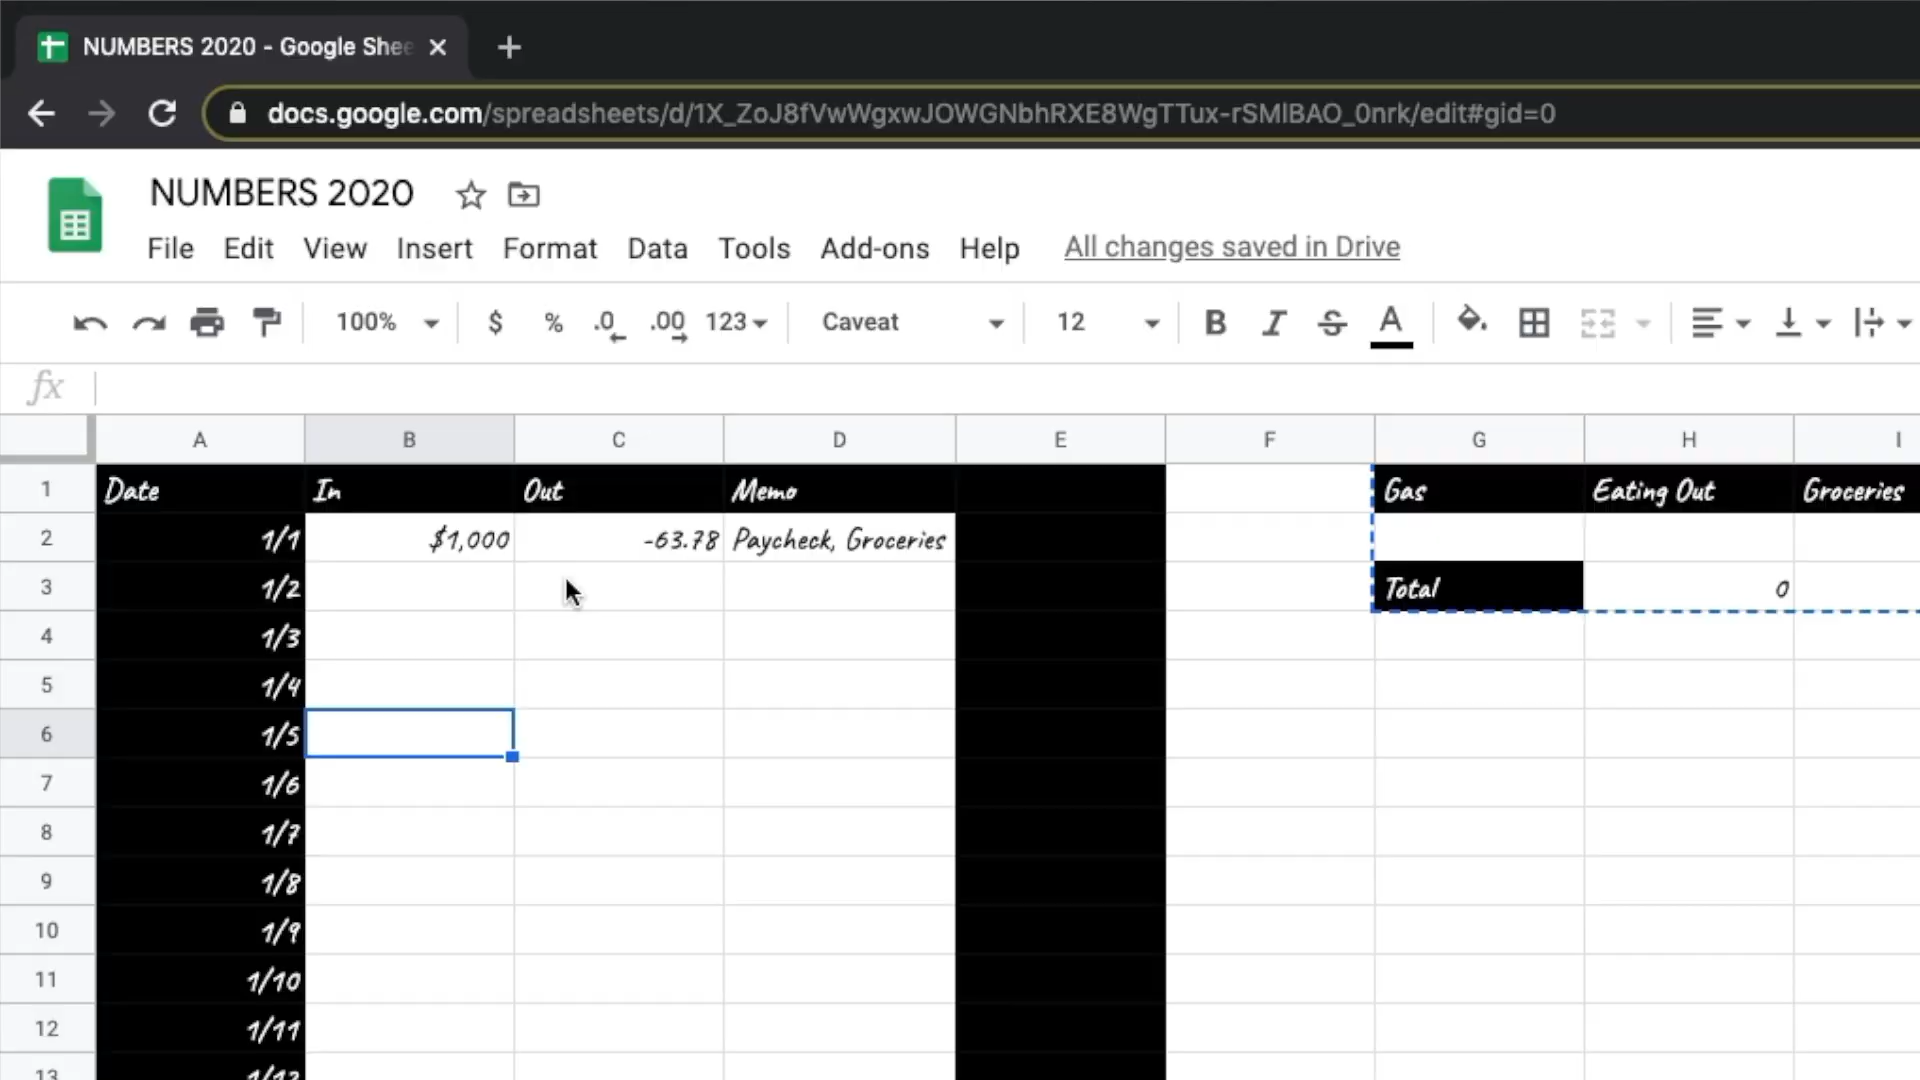 NUMBERS 2020 - Google Shee
docs.google.com/spreadsheets/d/1X_ZoJ8fVwWgxwJOWGNbhRXE8WgTTux-rSMlBAO_0nrk/edit#gid=0
NUMBERS 2020
File Edit View Insert Format Data Tools Add-ons Help All changes saved in Drive
100% $ % .0 .00 123 Caveat 12 B I S A
fx
A B C D E F G H I
1 Date In Out Memo Gas Eating Out Groceries
2 1/1 $1,000 -63.78 Paycheck, Groceries
3 1/2 Total 0
4 1/3
5 1/4
6 1/5
7 1/6
8 1/7
9 1/8
10 1/9
11 1/10
12 1/11
13 1/12